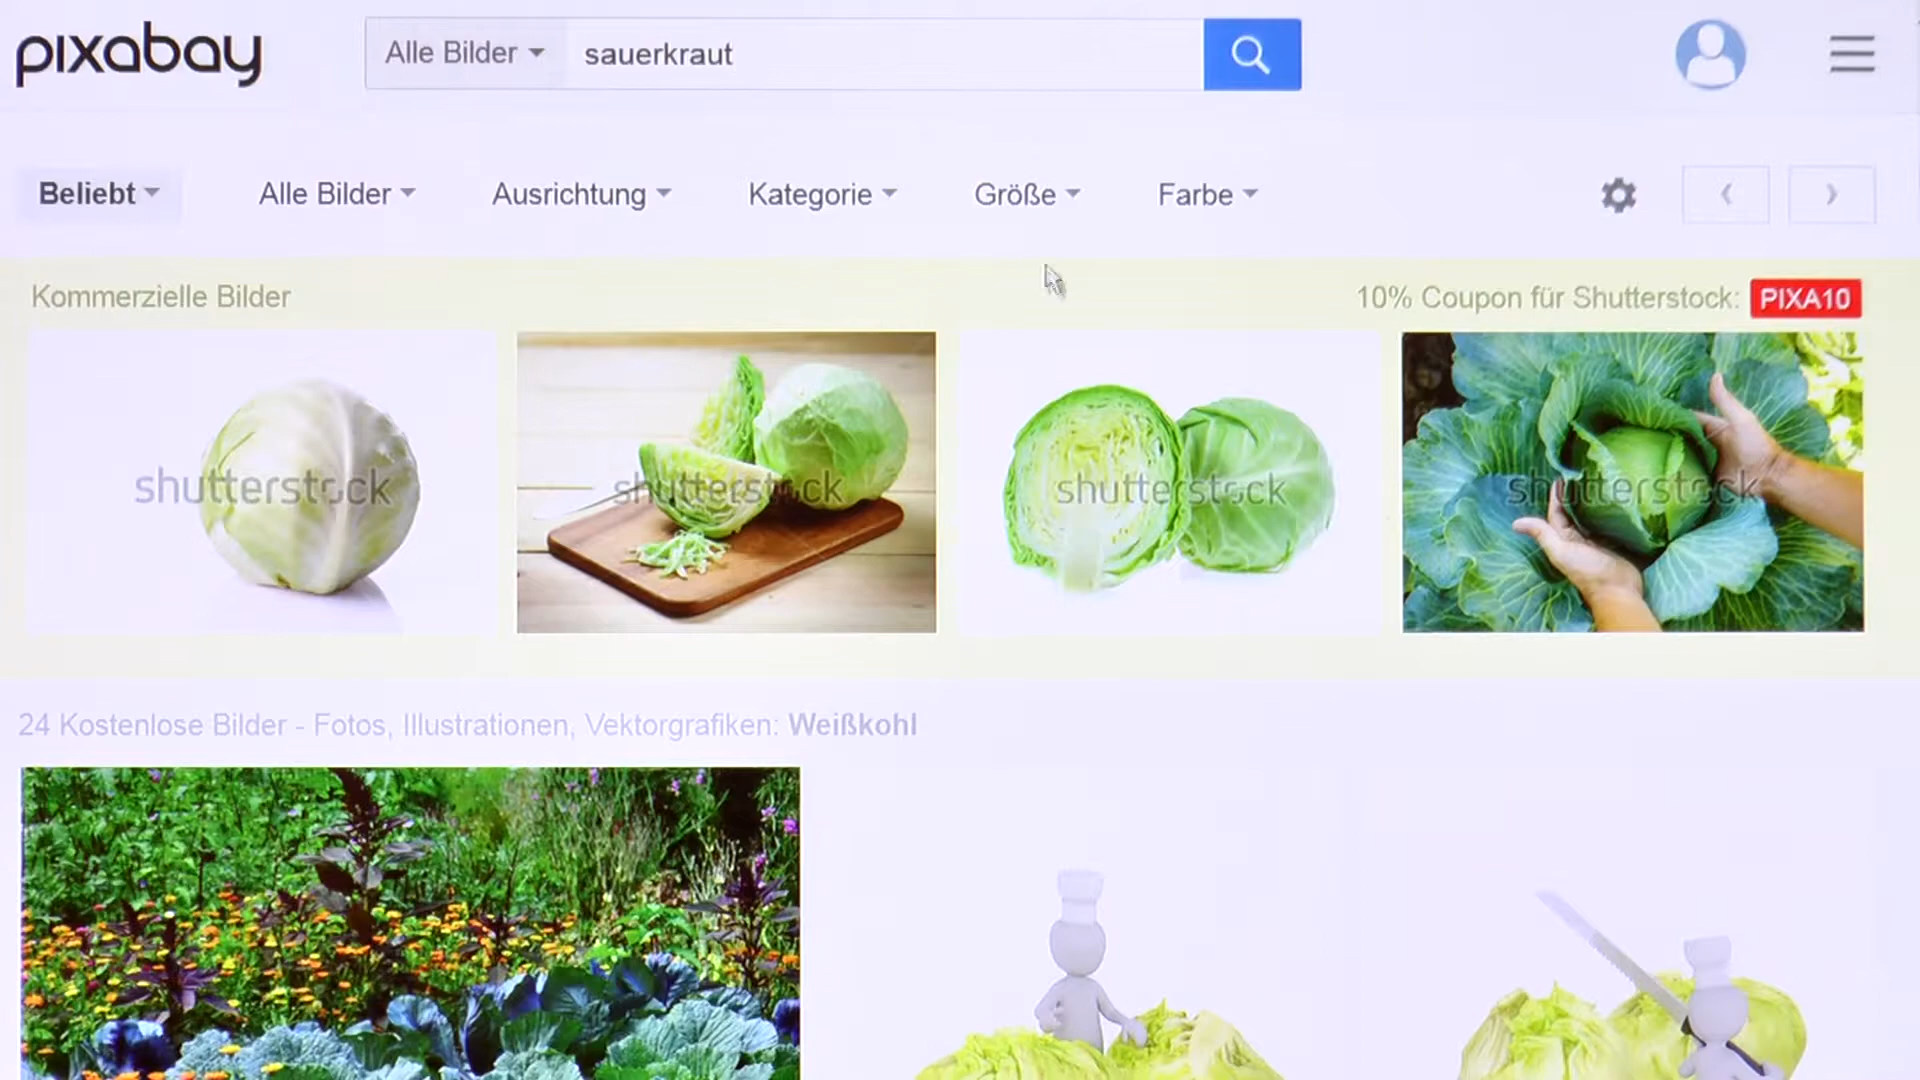 pixabay
Alle Bilder
sauerkraut
Beliebt
Alle Bilder
Ausrichtung
Kategorie
Größe
Farbe
Kommerzielle Bilder
10% Coupon für Shutterstock: PIXA10
shutterstock
shutterstock
shutterstock
shutterstock
24 Kostenlose Bilder - Fotos, Illustrationen, Vektorgrafiken: Weißkohl